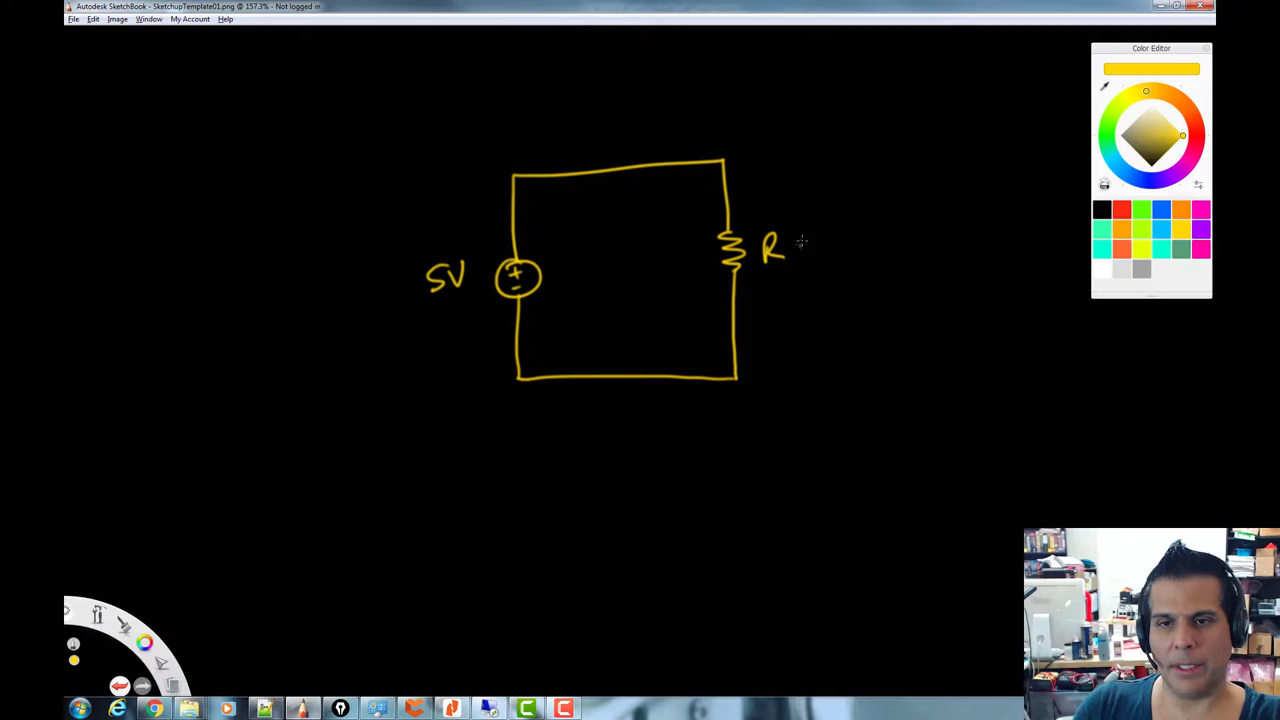 Autodesk SketchBook - SketchupTemplate01.png @ 157.3% - Not logged in
File Edit Image Window My Account Help
Color Editor
5V
+
-
R